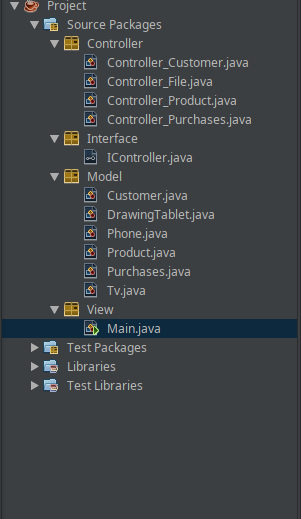 Project
Source Packages
Controller
Controller_Customer.java
Controller_File.java
Controller_Product.java
Controller_Purchases.java
Interface
IController.java
Model
Customer.java
DrawingTablet.java
Phone.java
Product.java
Purchases.java
Tv.java
View
Main.java
Test Packages
Libraries
Test Libraries